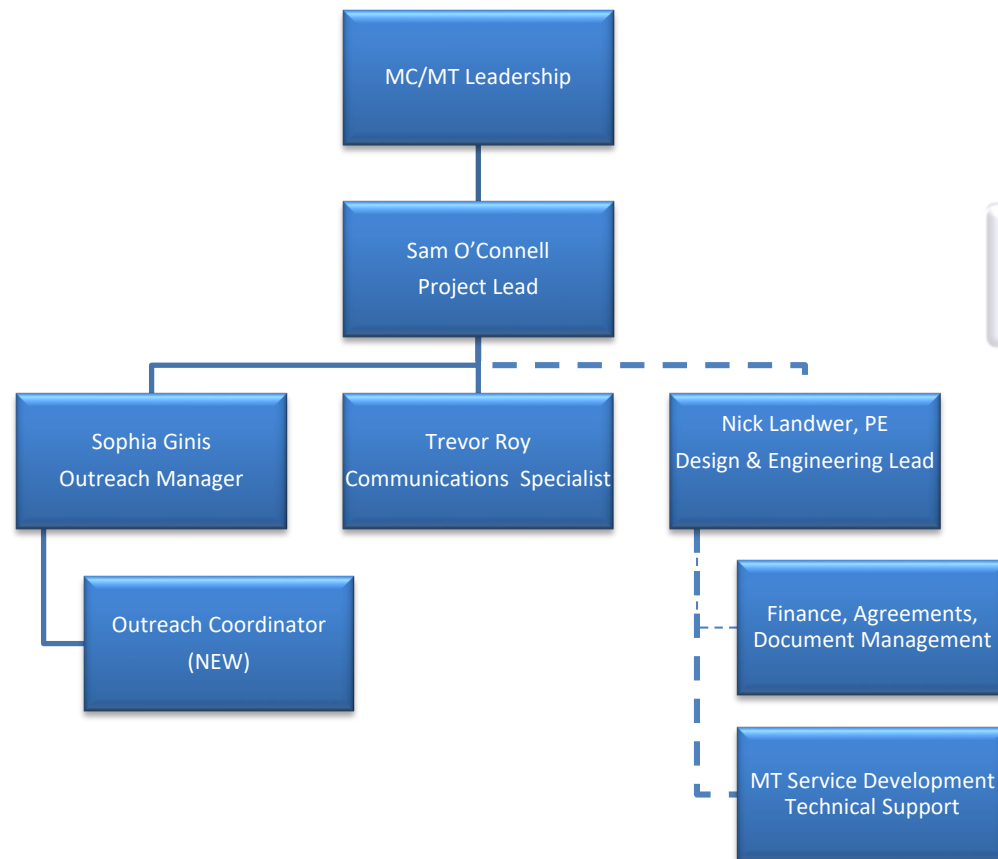 MC/MT Leadership
Sam O’Connell
Project Lead
Sophia Ginis
Outreach Manager
Trevor Roy
Communications  Specialist
Nick Landwer, PE
Design & Engineering Lead
Outreach Coordinator
(NEW)
Finance, Agreements,
Document Management
MT Service Development
Technical Support